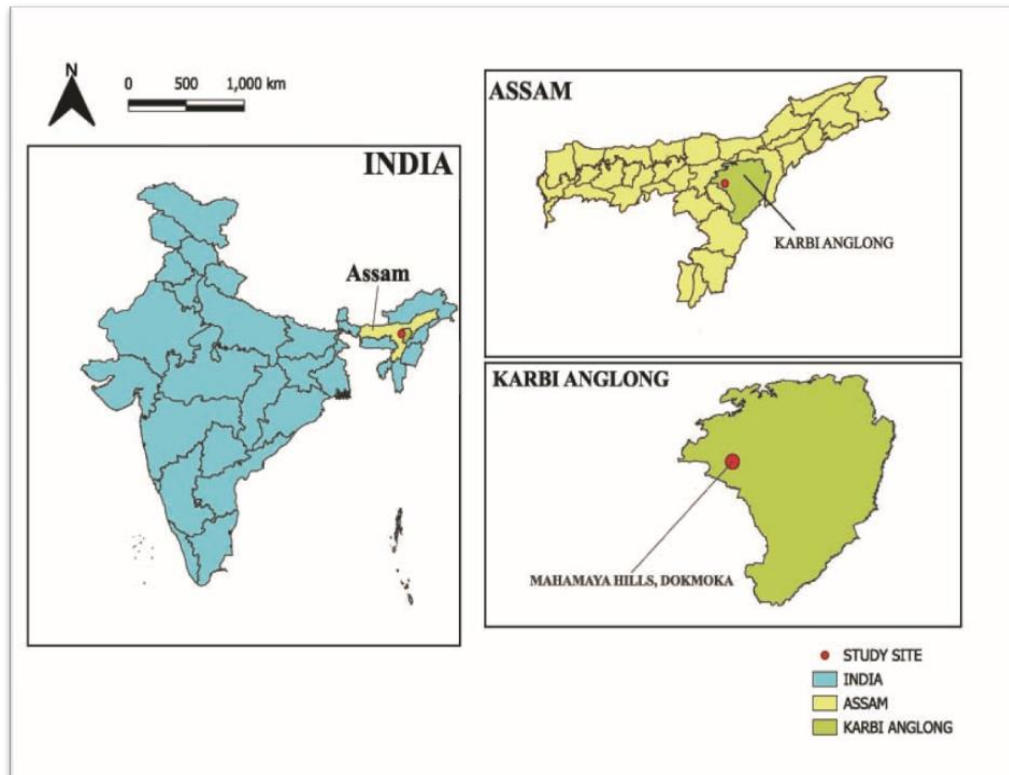 N
0 500 1,000 km
INDIA
Assam
ASSAM
KARBI ANGLONG
KARBI ANGLONG
MAHAMAYA HILLS, DOKMOKA
STUDY SITE
INDIA
ASSAM
KARBI ANGLONG